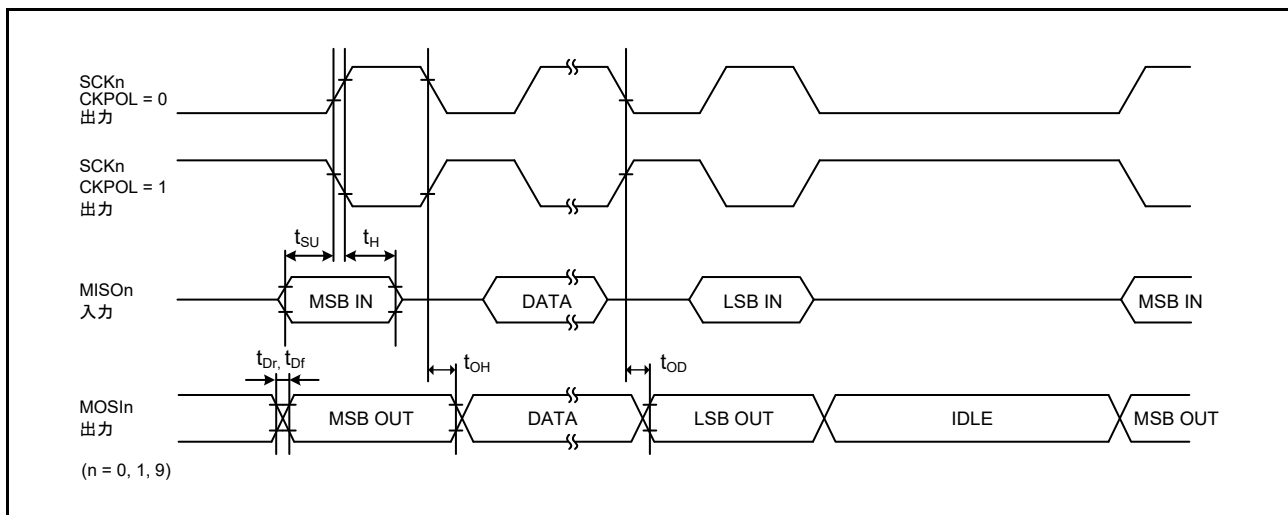 SCKn
CKPOL = 0
出力
SCKn
CKPOL = 1
出力
tSU
tH
MISOn
入力
MSB IN
DATA
LSB IN
MSB IN
tDr, tDf
tOH
tOD
MOSIn
出力
MSB OUT
DATA
LSB OUT
IDLE
MSB OUT
(n = 0, 1, 9)